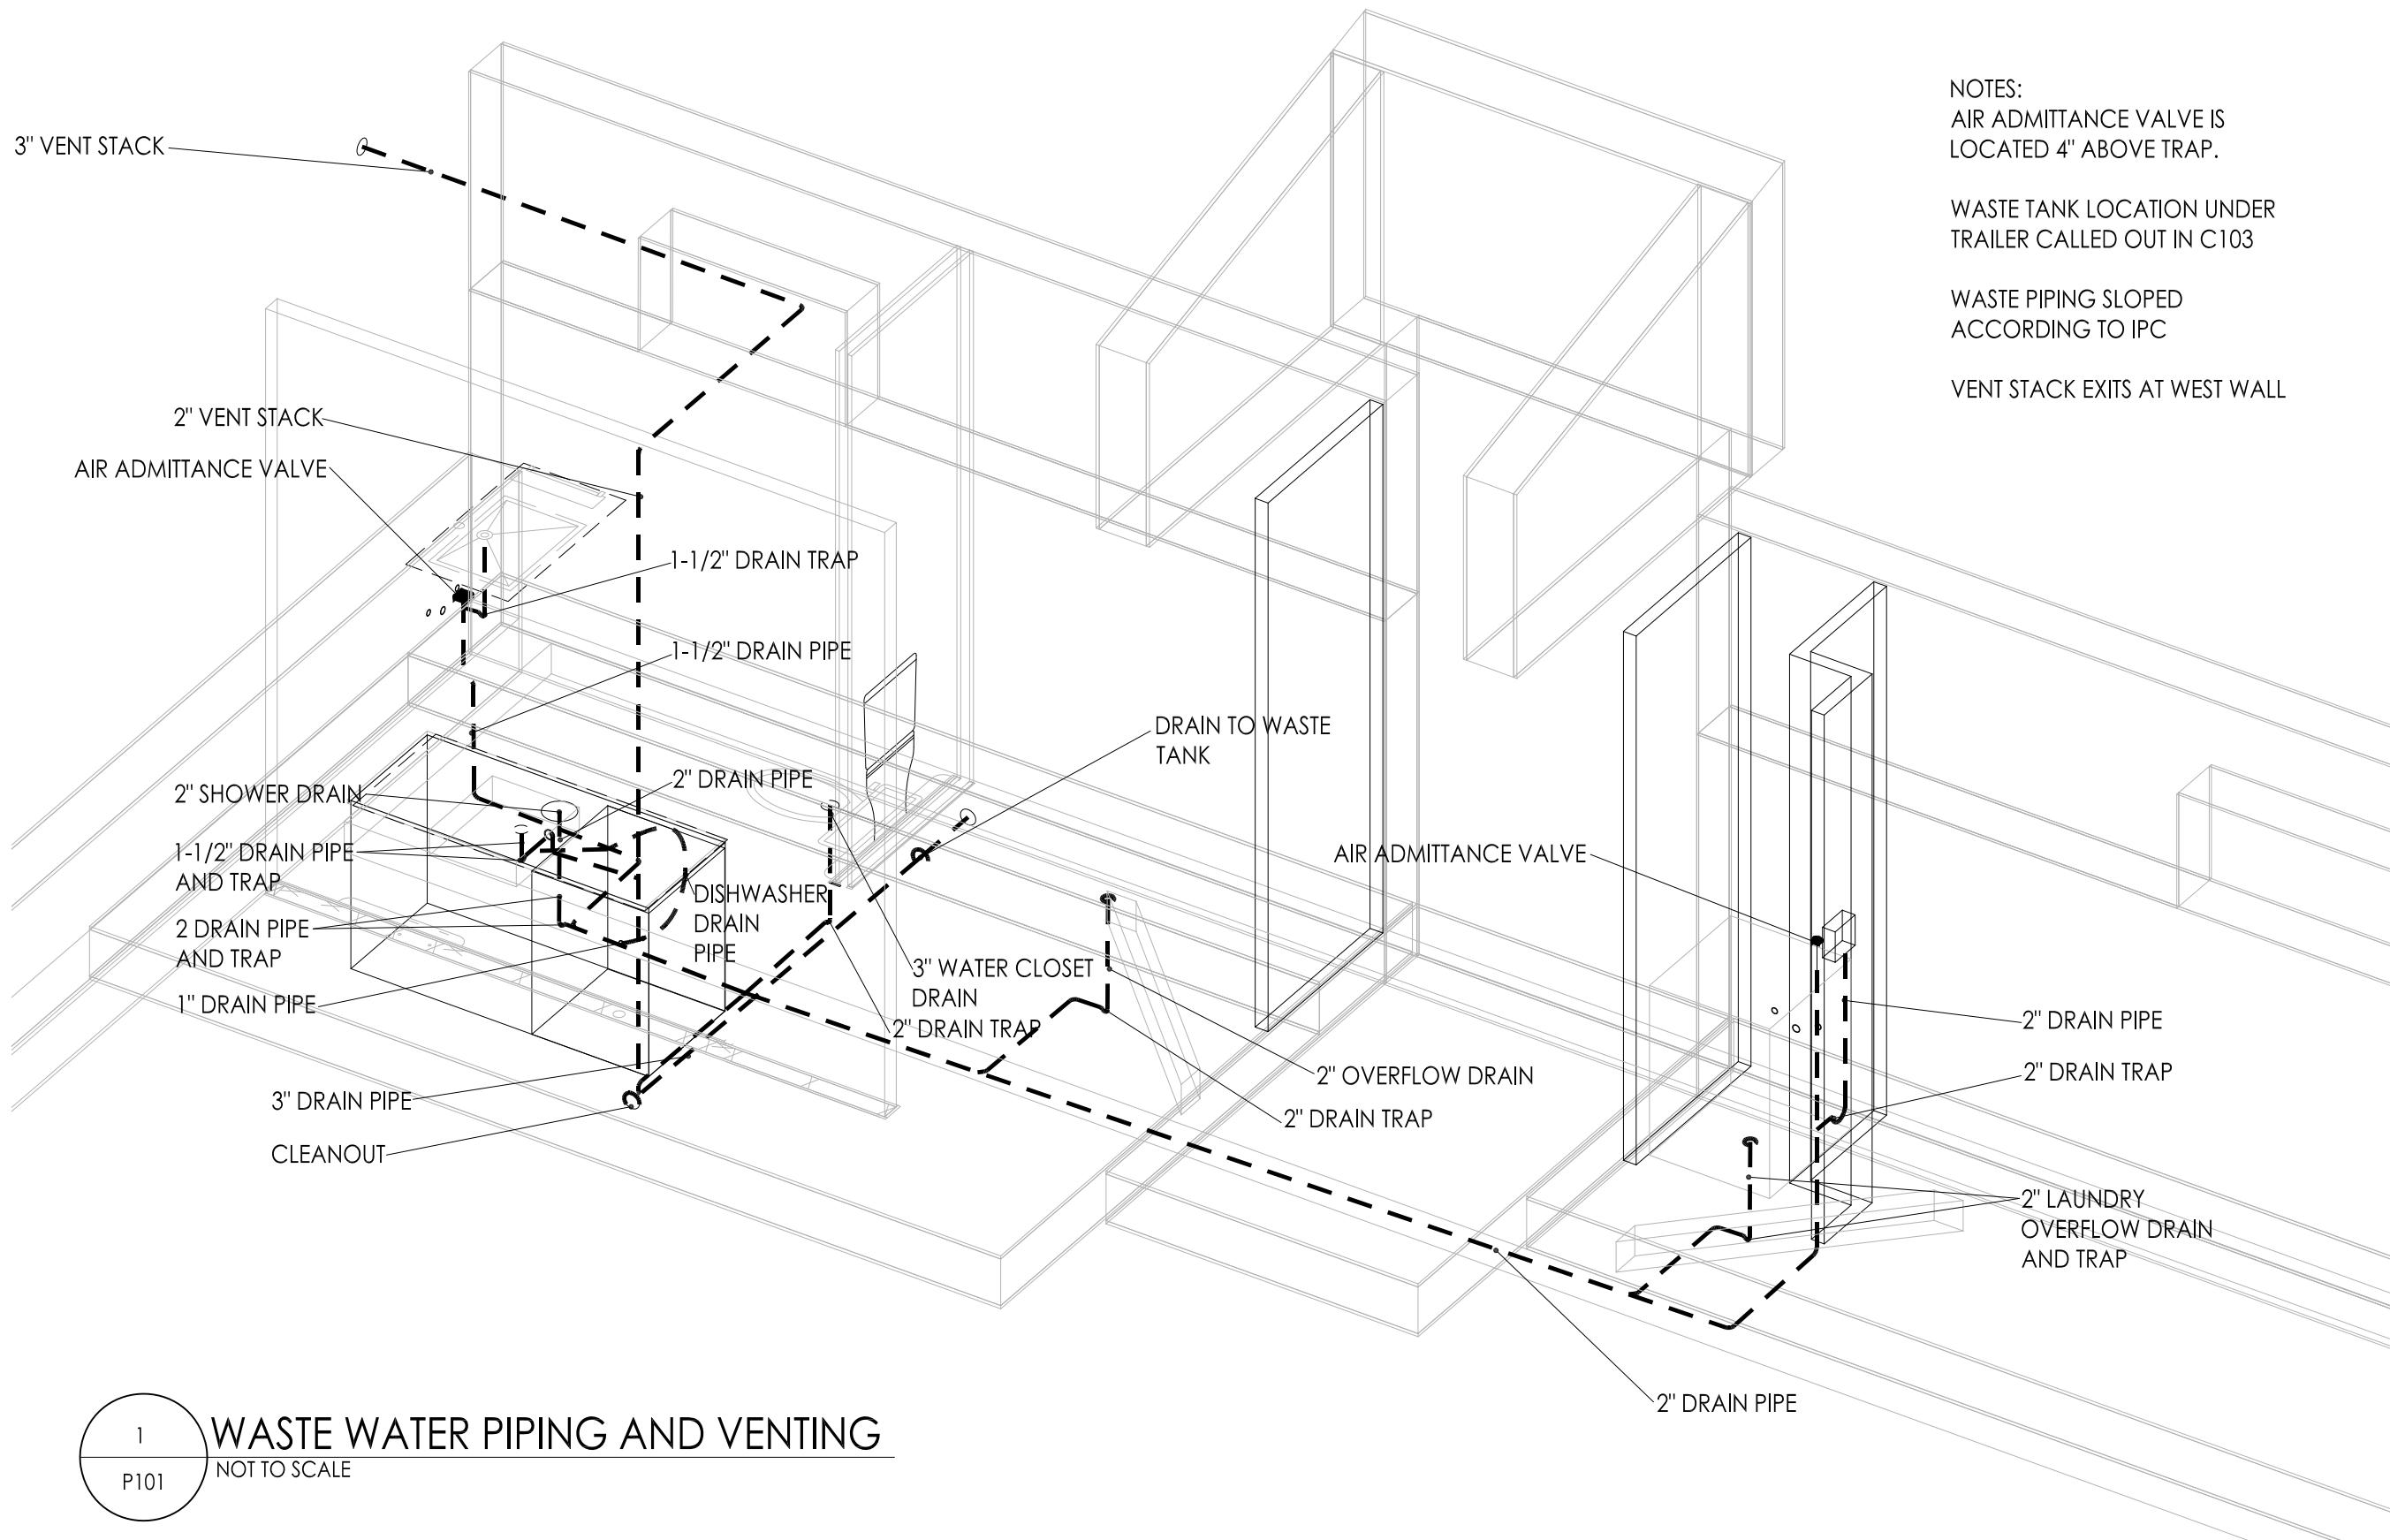 NOTES:
AIR ADMITTANCE VALVE IS
LOCATED 4" ABOVE TRAP.
WASTE TANK LOCATION UNDER
TRAILER CALLED OUT IN C103
WASTE PIPING SLOPED
ACCORDING TO IPC
VENT STACK EXITS AT WEST WALL
3" VENT STACK
2" VENT STACK
AIR ADMITTANCE VALVE
1-1/2" DRAIN TRAP
1-1/2" DRAIN PIPE
DRAIN TO WASTE
TANK
2" DRAIN PIPE
2" SHOWER DRAIN
1-1/2" DRAIN PIPE
AND TRAP
AIR ADMITTANCE VALVE
DISHWASHER
DRAIN
PIPE
2 DRAIN PIPE
AND TRAP
3" WATER CLOSET
DRAIN
1" DRAIN PIPE
2" DRAIN TRAP
2" DRAIN PIPE
2" OVERFLOW DRAIN
2" DRAIN TRAP
3" DRAIN PIPE
2" DRAIN TRAP
CLEANOUT
2" LAUNDRY
OVERFLOW DRAIN
AND TRAP
2" DRAIN PIPE
1
P101
WASTE WATER PIPING AND VENTING
NOT TO SCALE